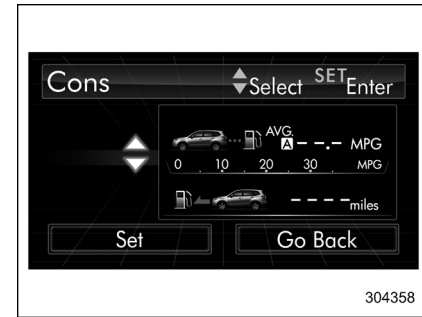 Cons Select SET Enter
AVG. A --.- MPG
0 10 20 30 MPG
---- miles
Set Go Back
304358